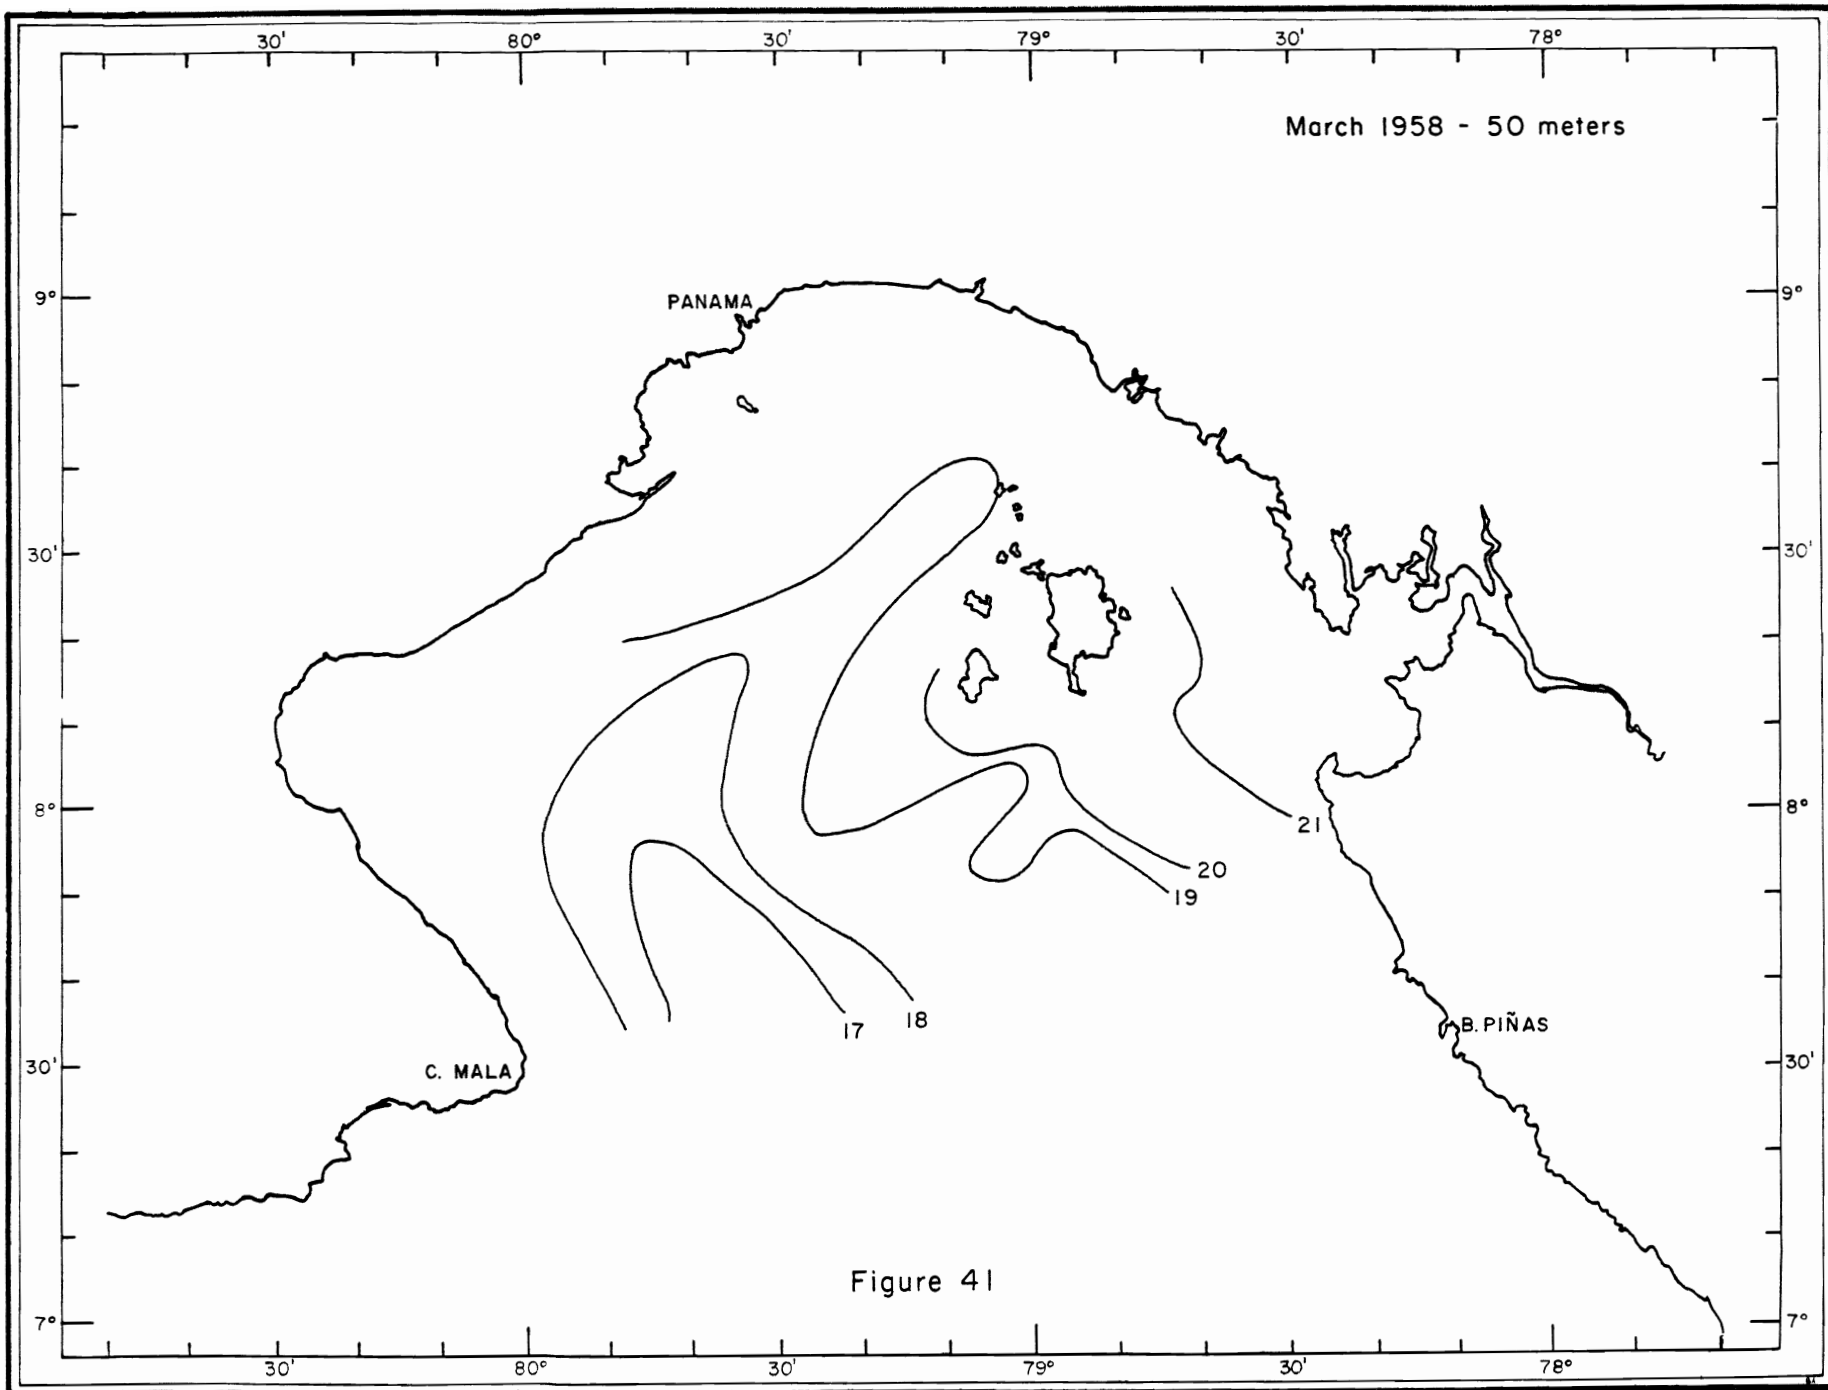 30' 80° 30' 79° 30' 78°
March 1958 - 50 meters
9° PANAMA 9°
30' 30'
8° 8°
21
20
19
17 18 B. PIÑAS
30' C. MALA 30'
Figure 41
7° 7°
30' 80° 30' 79° 30' 78°